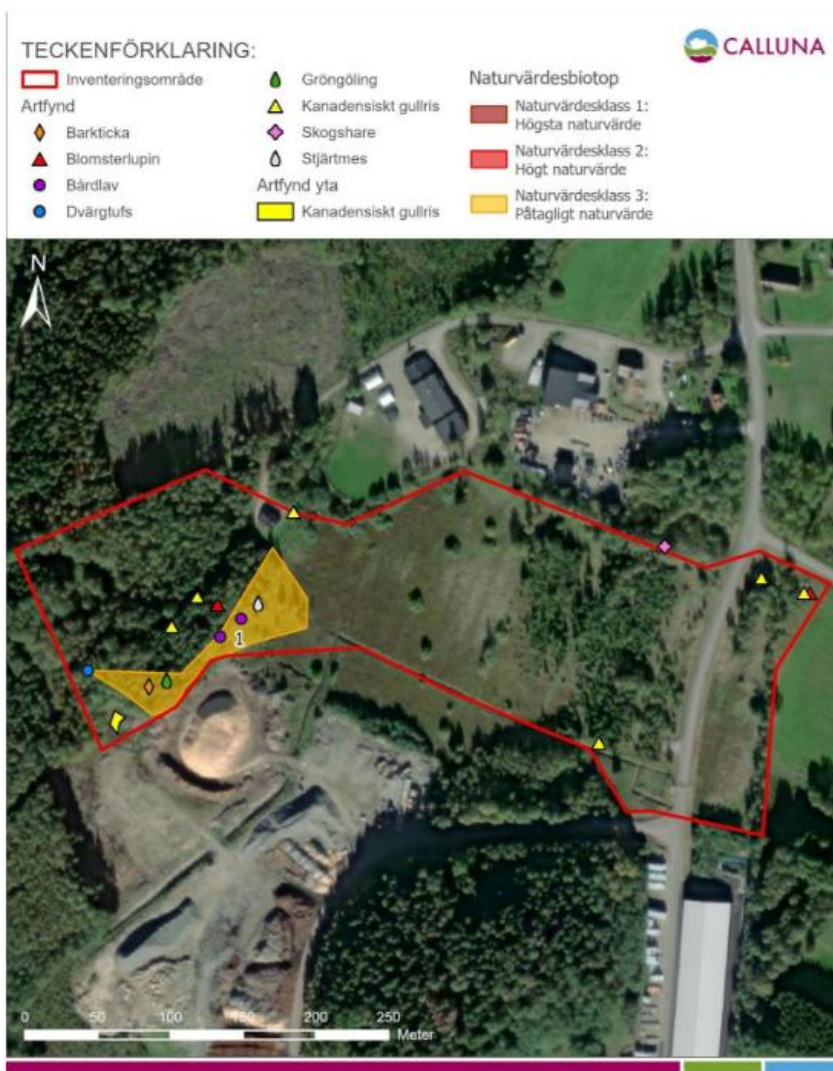 CALLUNA
TECKENFÖRKLARING:
Inventeringsområde
Artfynd
Barkticka
Blomsterlupin
Bårdlav
Dvärgtufs
Gröngöling
Kanadensiskt gullris
Skogshare
Stjärtmes
Artfynd yta
Kanadensiskt gullris
Naturvärdesbiotop
Naturvärdesklass 1:
Högsta naturvärde
Naturvärdesklass 2:
Högt naturvärde
Naturvärdesklass 3:
Påtagligt naturvärde
N
1
0 50 100 150 200 250
Meter